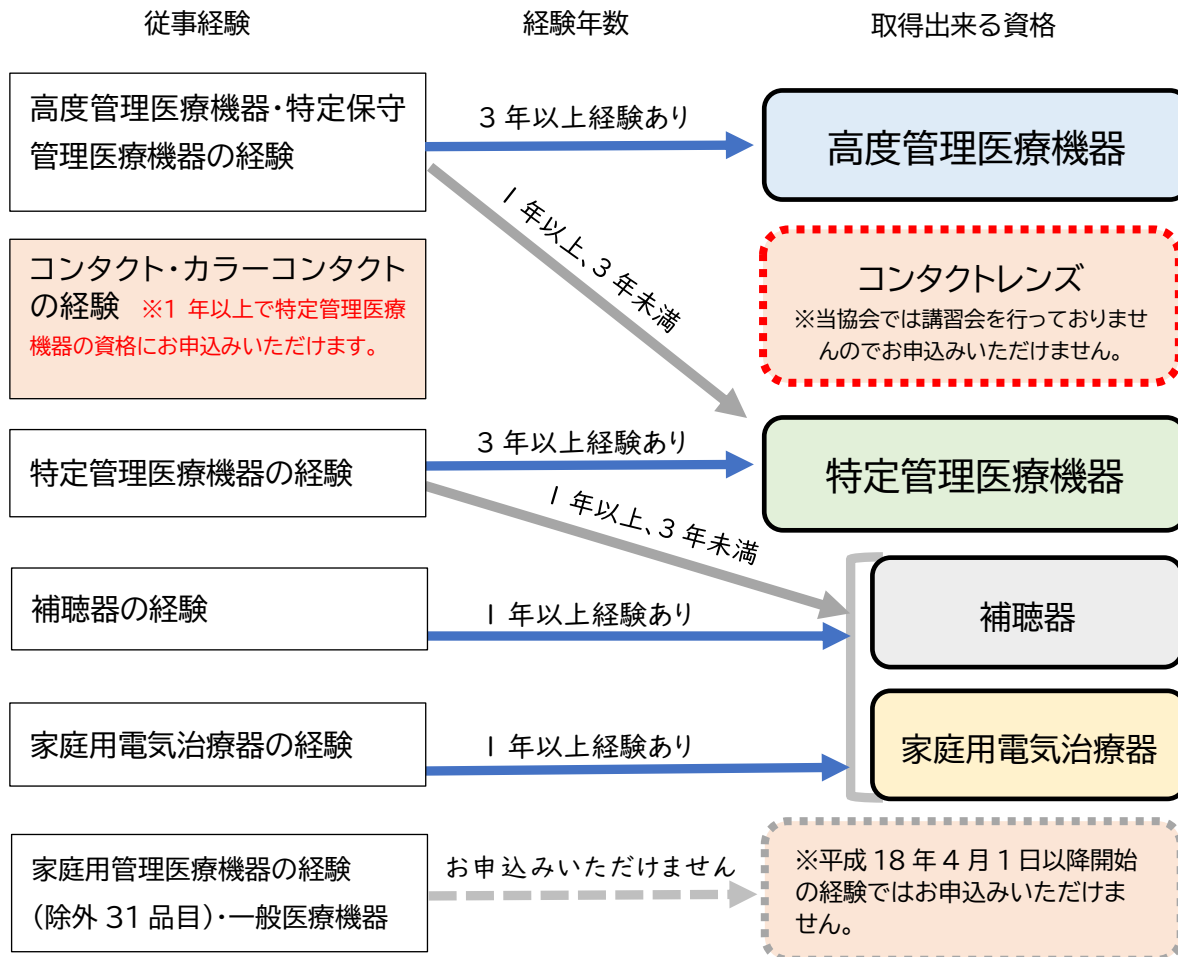 従事経験
経験年数
取得出来る資格
高度管理医療機器・特定保守
管理医療機器の経験
3年以上経験あり
高度管理医療機器
1年以上、3年未満
コンタクト・カラーコンタクト
の経験 ※1 年以上で特定管理医療
機器の資格にお申込みいただけます。
コンタクトレンズ
※当協会では講習会を行っておりませ
んのでお申込みいただけません。
特定管理医療機器の経験
3年以上経験あり
特定管理医療機器
1年以上、3年未満
補聴器の経験
1年以上経験あり
補聴器
家庭用電気治療器の経験
1年以上経験あり
家庭用電気治療器
家庭用管理医療機器の経験
(除外 31 品目)・一般医療機器
お申込みいただけません
※平成 18 年 4 月 1 日以降開始
の経験ではお申込みいただけま
せん。